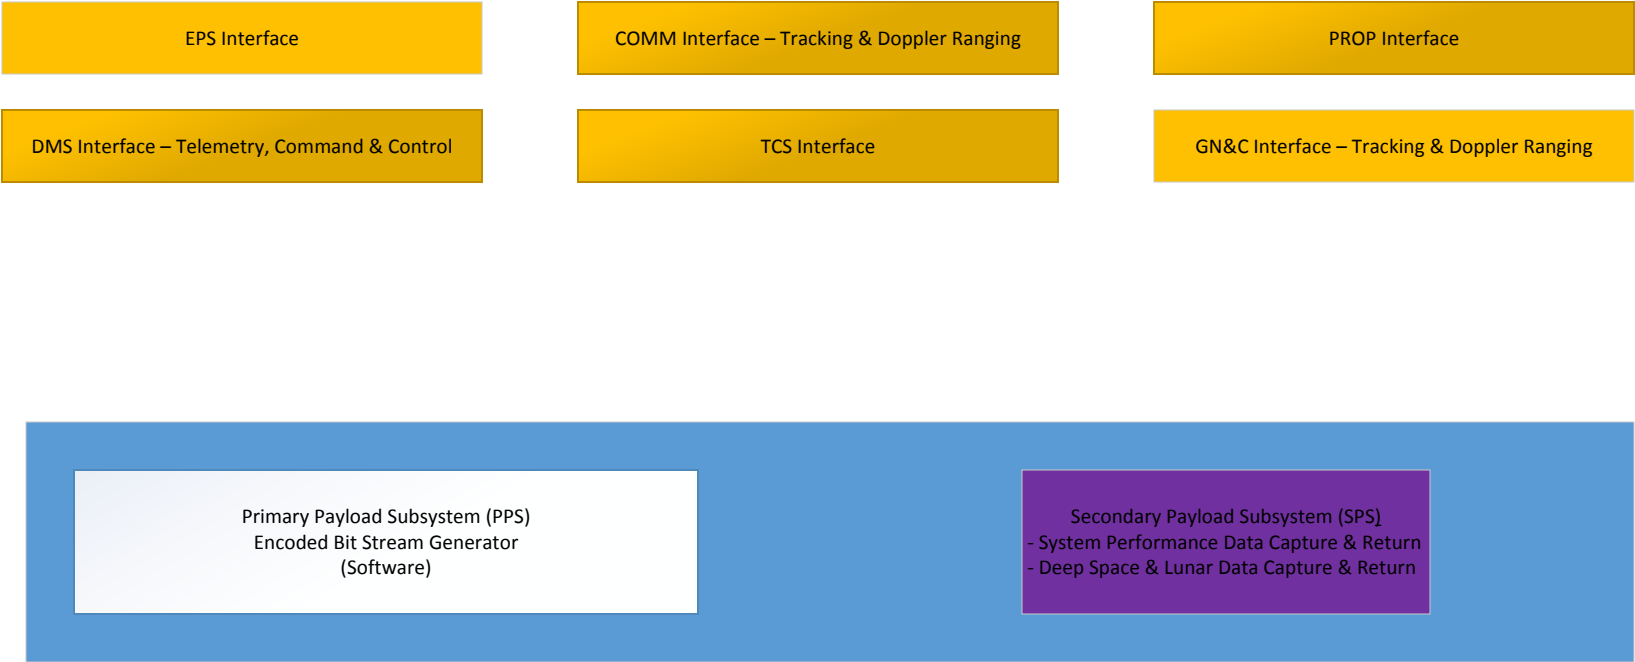 EPS Interface
COMM Interface – Tracking & Doppler Ranging
PROP Interface
DMS Interface – Telemetry, Command & Control
TCS Interface
GN&C Interface – Tracking & Doppler Ranging
Primary Payload Subsystem (PPS)
Encoded Bit Stream Generator
(Software)
Secondary Payload Subsystem (SPS)
- System Performance Data Capture & Return
- Deep Space & Lunar Data Capture & Return